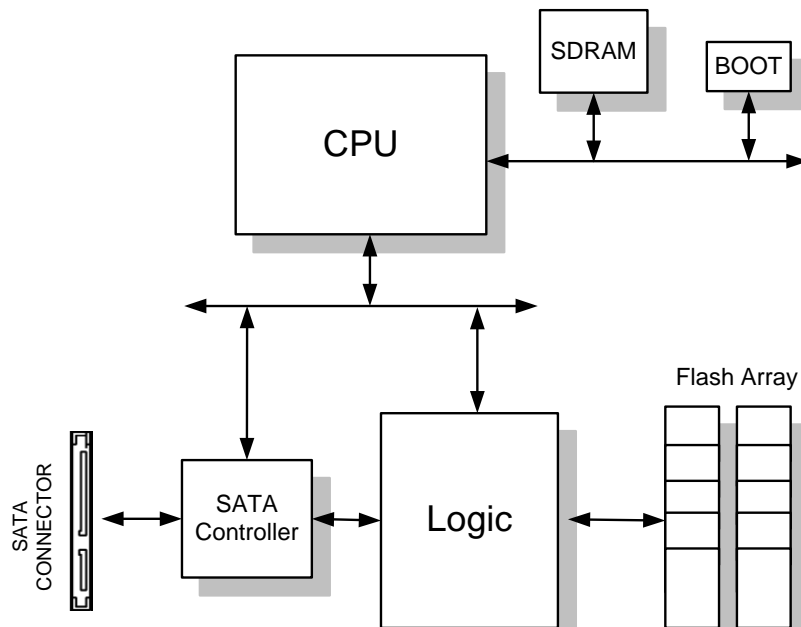 SDRAM
BOOT
CPU
Flash Array
SATA
CONNECTOR
SATA
Controller
Logic